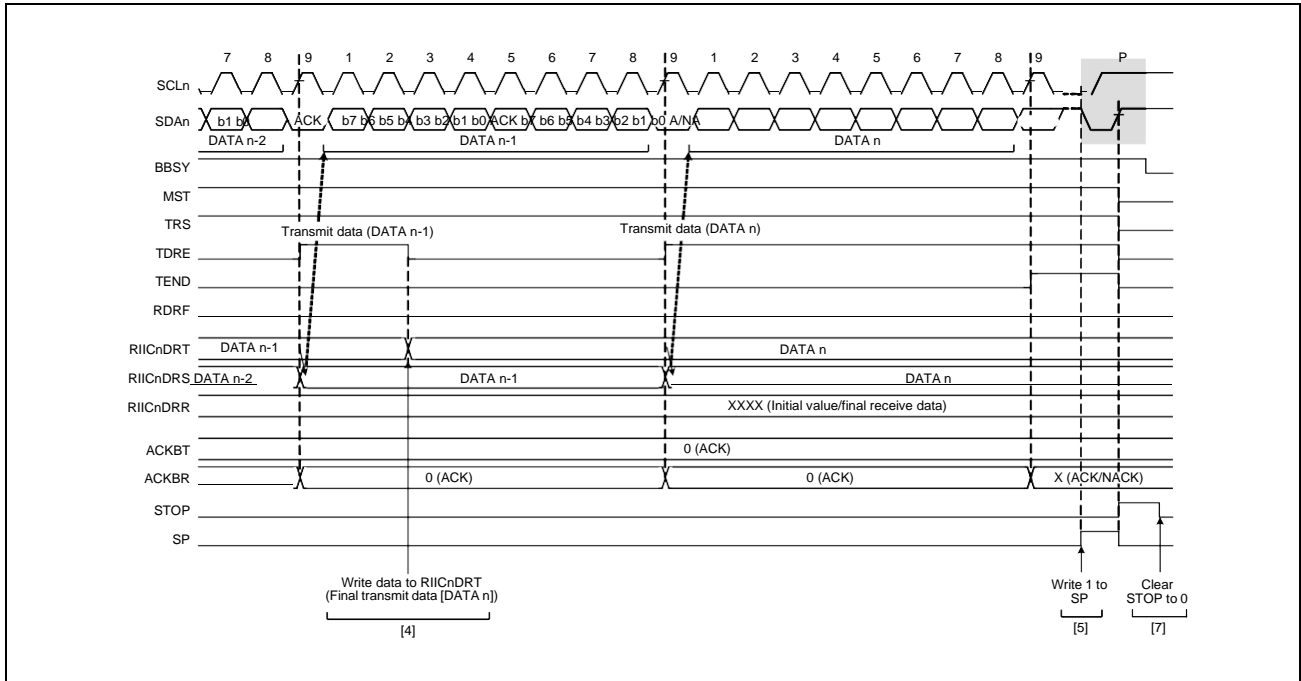 7 8 9 1 2 3 4 5 6 7 8 9 1 2 3 4 5 6 7 8 9 P
SCLn
SDAn b1 b0 ACK b7 b6 b5 b4 b3 b2 b1 b0 ACK b7 b6 b5 b4 b3 b2 b1 b0 A/NA
DATA n-2 DATA n-1 DATA n
BBSY
MST
TRS
Transmit data (DATA n-1) Transmit data (DATA n)
TDRE
TEND
RDRF
RIICnDRT DATA n-1 DATA n
RIICnDRS DATA n-2 DATA n-1 DATA n
RIICnDRR XXXX (Initial value/final receive data)
ACKBT 0 (ACK)
ACKBR 0 (ACK) 0 (ACK) X (ACK/NACK)
STOP
SP
Write data to RIICnDRT
(Final transmit data [DATA n])
[4]
Write 1 to
SP
[5]
Clear
STOP to 0
[7]